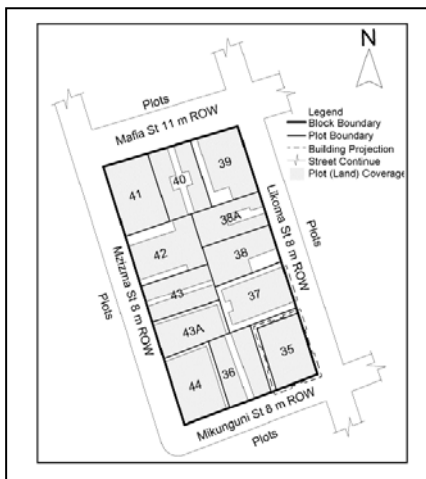 N
Plots
Mafia St 11 m ROW
Legend
Block Boundary
Plot Boundary
Building Projection
Street Continue
Plot (Land) Coverage
41
40
39
38A
42
38
43
37
43A
44
36
35
Likoma St 8 m ROW
Plots
Mzizma St 8 m ROW
Plots
Mikunguni St 8 m ROW
Plots